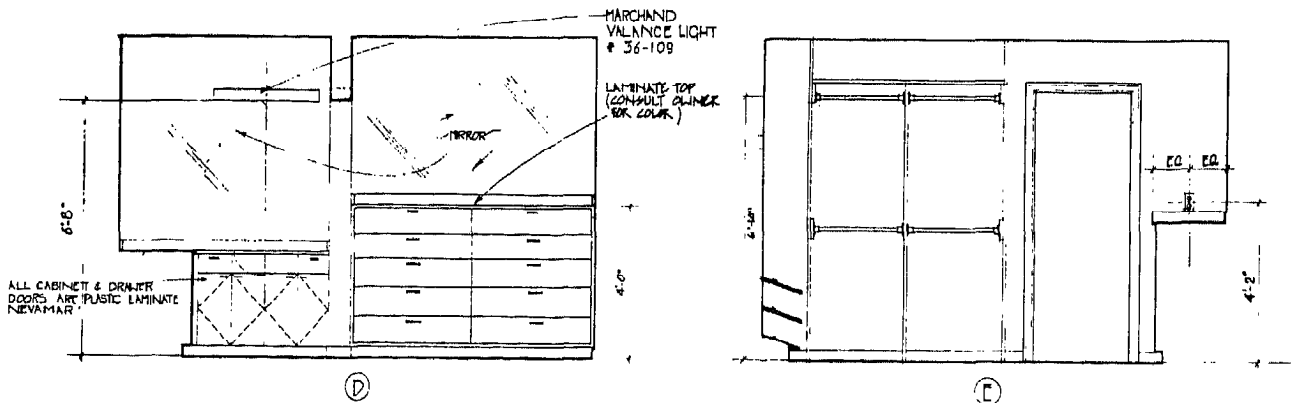 MARCHAND
VALANCE LIGHT
# 36-109
LAMINATE TOP
(CONSULT OWNER
FOR COLOR)
MIRROR
6'-8"
ALL CABINET & DRAWER
DOORS ARE PLASTIC LAMINATE
NEVAMAR
4'-0"
D
EQ EQ
4'-2"
E